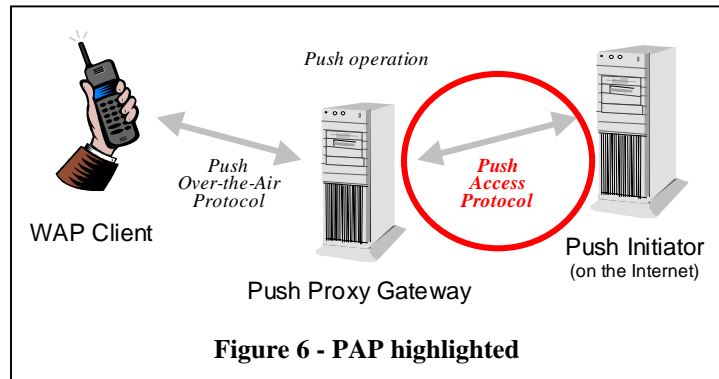 Push operation
Push
Over-the-Air
Protocol
Push
Access
Protocol
WAP Client
Push Initiator
(on the Internet)
Push Proxy Gateway
Figure 6 - PAP highlighted